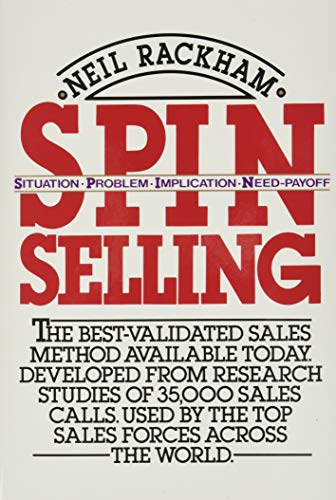 · NEIL RACKHAM ·
SPIN
SITUATION · PROBLEM · IMPLICATION · NEED-PAYOFF
SELLING
THE BEST-VALIDATED SALES
METHOD AVAILABLE TODAY.
DEVELOPED FROM RESEARCH
STUDIES OF 35,000 SALES
CALLS. USED BY THE TOP
SALES FORCES ACROSS
THE WORLD.